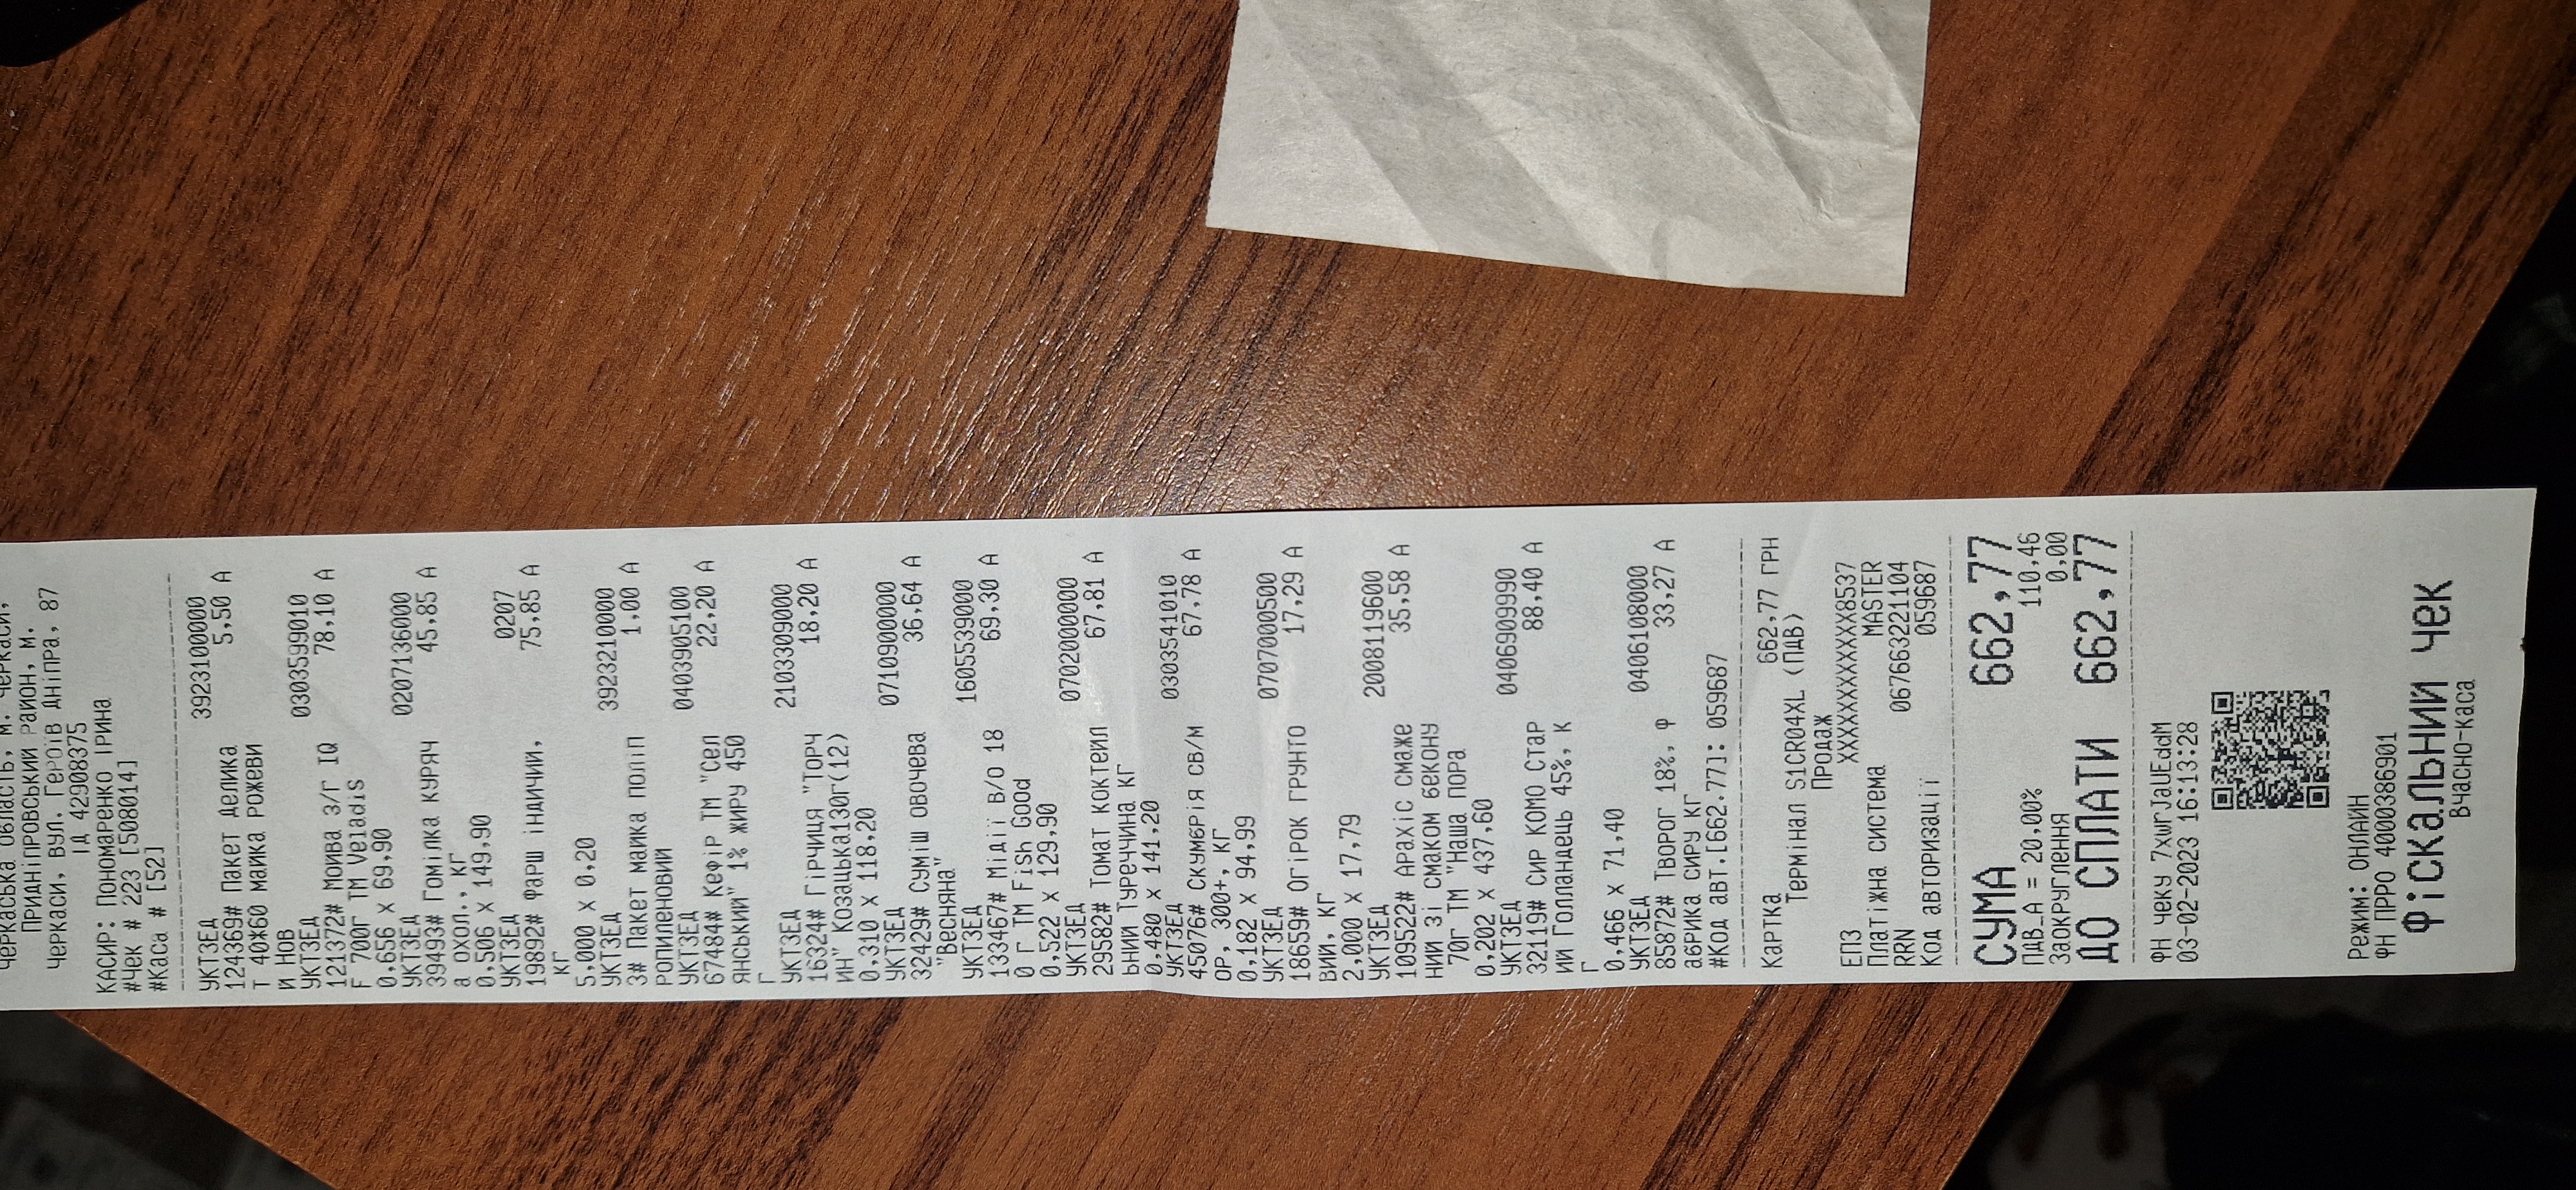 Черкаська область, м. Черкаси,
Придніпровський район, м.
Черкаси, вул. Героїв Дніпра, 87
ІД 42908375
КАСИР: Пономаренко Ірина
#Чек # 223 [508014]
#Каса # [52]
УКТЗЕД 3923100000
124369# Пакет Делика 5,50 А
т 40*60 майка рожеви
й НОВ
УКТЗЕД 0303599010
121372# Мойва З/Г IQ 78,10 А
F 700г ТМ Veladis
0,656 X 69,90
УКТЗЕД 0207136000
39493# Гомілка куряч 45,85 А
а охол., кг
0,506 X 149,90
УКТЗЕД 0207
19892# Фарш індичий, 75,85 А
кг
5,000 X 0,20
УКТЗЕД 3923210000
3# Пакет майка поліп 1,00 А
ропиленовий
УКТЗЕД 0403905100
67484# Кефір ТМ "Сел 22,20 А
янський" 1% жиру 450
г
УКТЗЕД 2103309000
16324# Гірчиця "Торч 18,20 А
ин" Козацька130г(12)
0,310 X 118,20
УКТЗЕД 0710900000
32429# Суміш овочева 36,64 А
"Весняна"
УКТЗЕД 1605539000
133467# Мідії в/о 18 69,30 А
0 г ТМ Fish Good
0,522 X 129,90
УКТЗЕД 0702000000
29582# Томат коктейл 67,81 А
ьний Туреччина кг
0,480 X 141,20
УКТЗЕД 0303541010
45076# Скумбрія св/м 67,78 А
ор, 300+, кг
0,182 X 94,99
УКТЗЕД 0707000500
18659# Огірок грунто 17,29 А
вий, кг
2,000 X 17,79
УКТЗЕД 2008119600
109522# Арахіс смаже 35,58 А
ний зі смаком бекону
70г ТМ "Наша пора
0,202 X 437,60
УКТЗЕД 0406909990
32119# Сир КОМО Стар 88,40 А
ий Голландець 45%, к
г
0,466 X 71,40
УКТЗЕД 0406108000
85872# Творог 18%, ф 33,27 А
абрика сиру кг
#Код авт.[662.77]: 059687
Картка 662,77 ГРН
Термінал S1CR04XL (ПДВ)
Продаж
ЕПЗ XXXXXXXXXXXX8537
Платіжна система MASTER
RRN 067663221104
Код авторизації 059687
СУМА 662,77
ПДВ_А = 20,00% 110,46
Заокруглення 0,00
ДО СПЛАТИ 662,77
ФН чеку 7xwrJaUEddM
03-02-2023 16:13:28
Режим: ОНЛАЙН
ФН ПРРО 4000386901
Фіскальний чек
Вчасно-каса